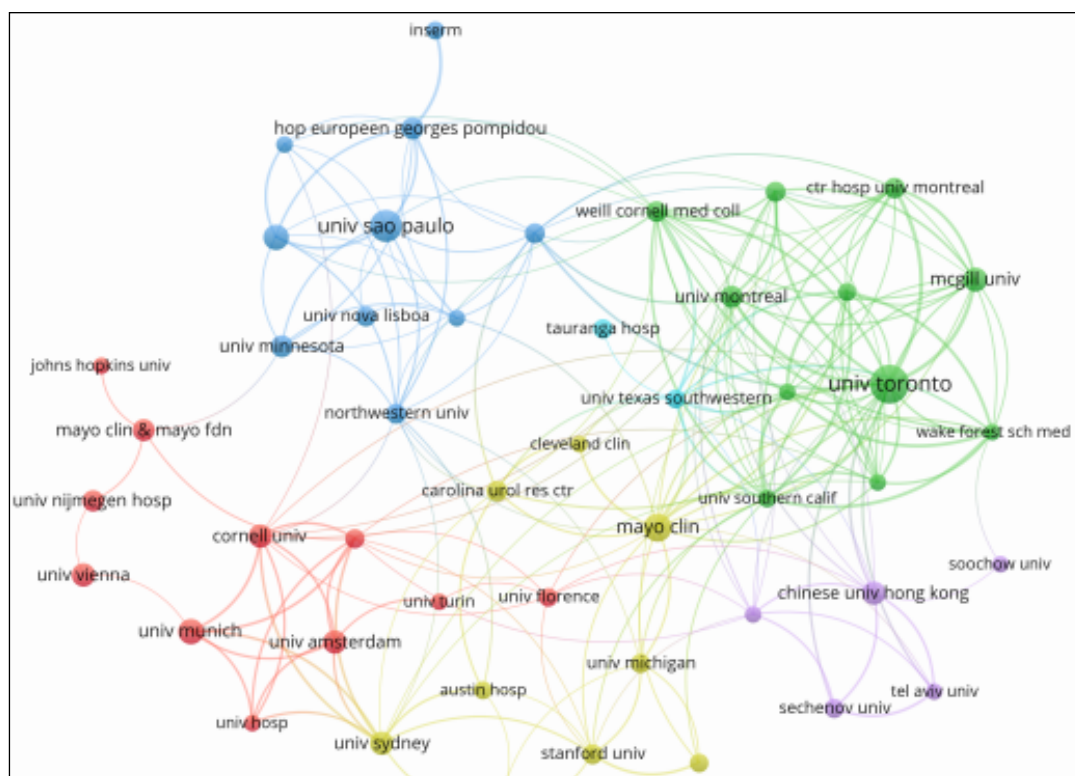 inserm
hop europeen georges pompidou
ctr hosp univ montreal
weill cornell med coll
univ sao paulo
mcgill univ
univ montreal
univ nova lisboa
tauranga hosp
univ minnesota
johns hopkins univ
univ toronto
univ texas southwestern
northwestern univ
mayo clin & mayo fdn
wake forest sch med
cleveland clin
carolina urol res ctr
univ nijmegen hosp
univ southern calif
mayo clin
cornell univ
soochow univ
univ vienna
chinese univ hong kong
univ turin
univ florence
univ munich
univ amsterdam
univ michigan
austin hosp
tel aviv univ
sechenov univ
univ hosp
univ sydney
stanford univ